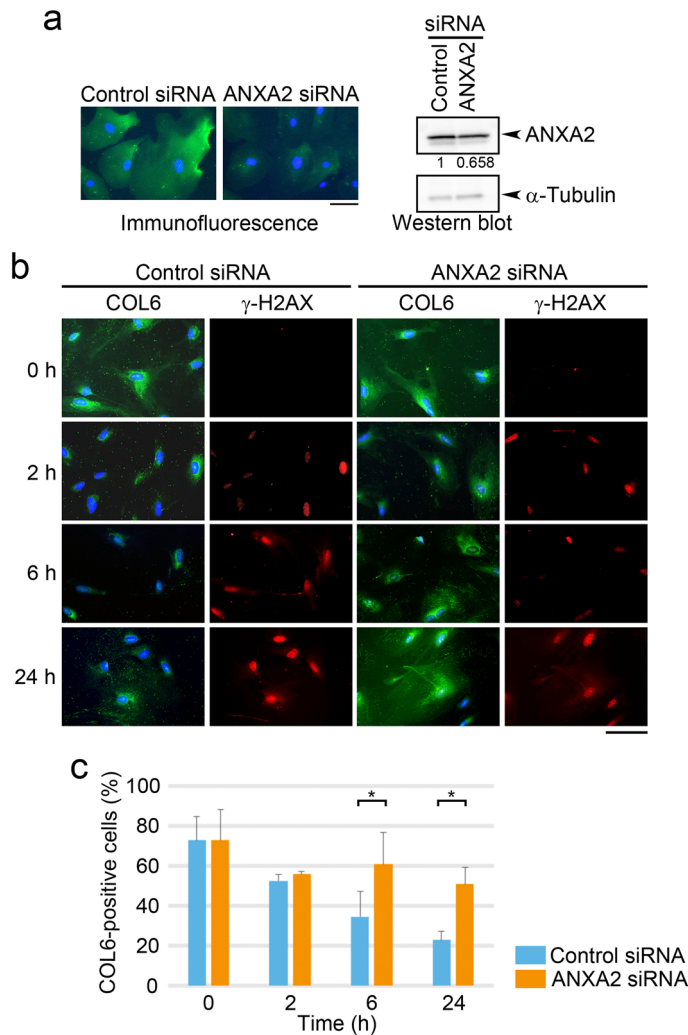 a
siRNA
Control
ANXA2
Control siRNA ANXA2 siRNA
ANXA2
1 0.658
α-Tubulin
Immunofluorescence
Western blot
b
Control siRNA ANXA2 siRNA
COL6 γ-H2AX COL6 γ-H2AX
0 h
2 h
6 h
24 h
c
COL6-positive cells (%)
100
80
60
40
20
0
* *
0 2 6 24
Time (h)
Control siRNA
ANXA2 siRNA